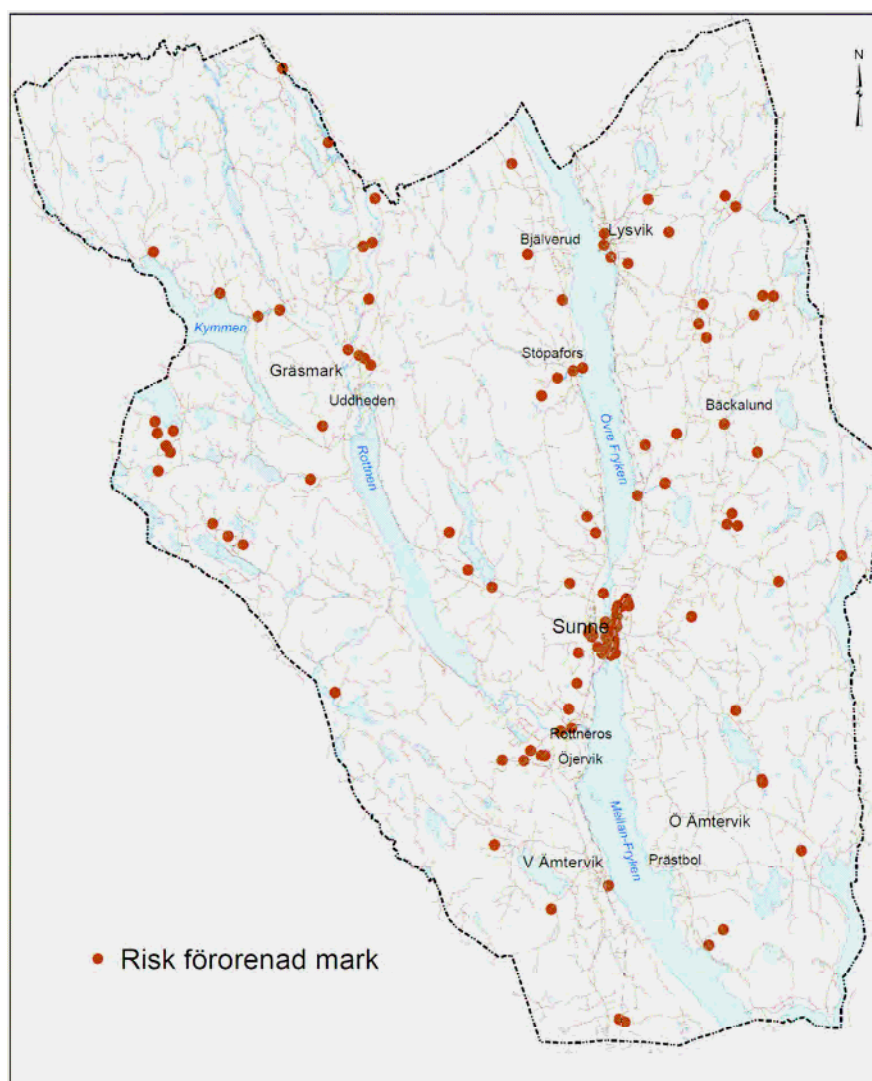 N
Lysvik
Bjälverud
Kymmen
Stöpafors
Gräsmark
Uddheden
Bäckalund
Övre Fryken
Rottnen
Sunne
Rottneros
Öjervik
Mellan-Fryken
Ö Ämtervik
V Ämtervik
Prästbol
Risk förorenad mark